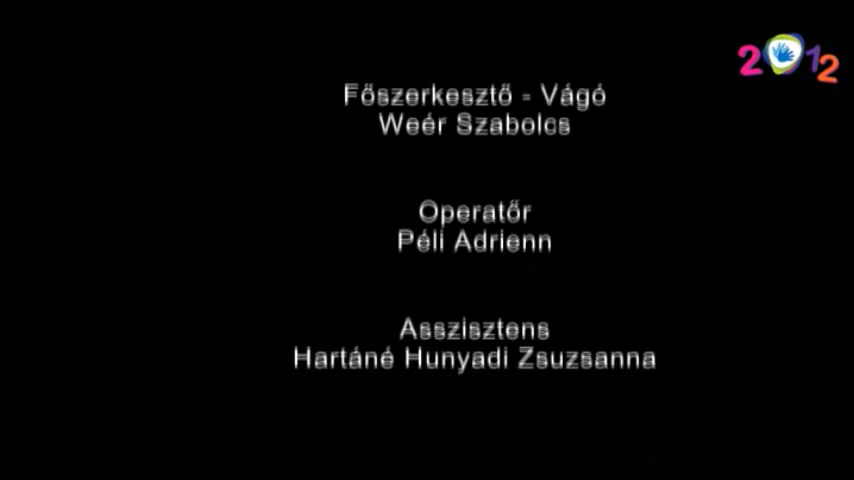 2012
Főszerkesztő - Vágó
Weér Szabolcs
Operatőr
Péli Adrienn
Asszisztens
Hartáné Hunyadi Zsuzsanna